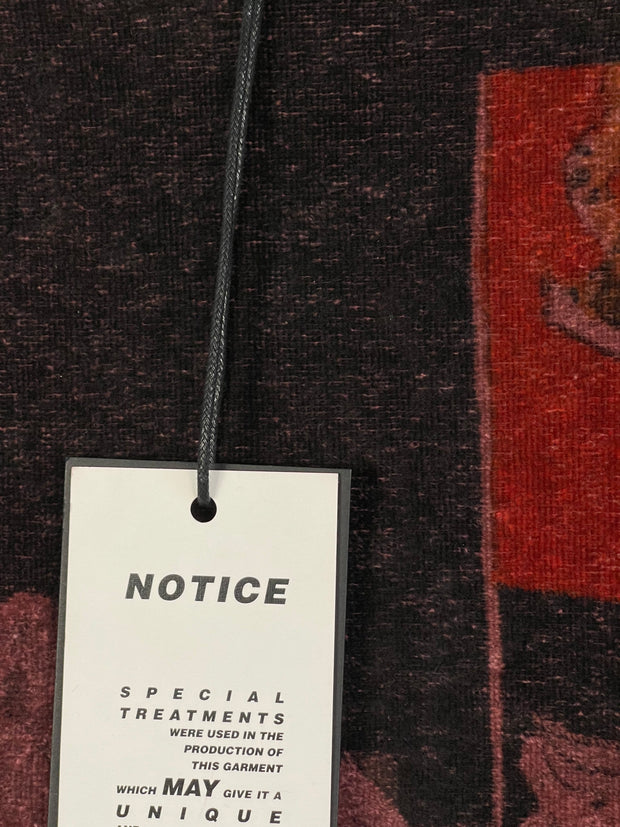 NOTICE
SPECIAL
TREATMENTS
WERE USED IN THE
PRODUCTION OF
THIS GARMENT
WHICH MAY GIVE IT A
UNIQUE